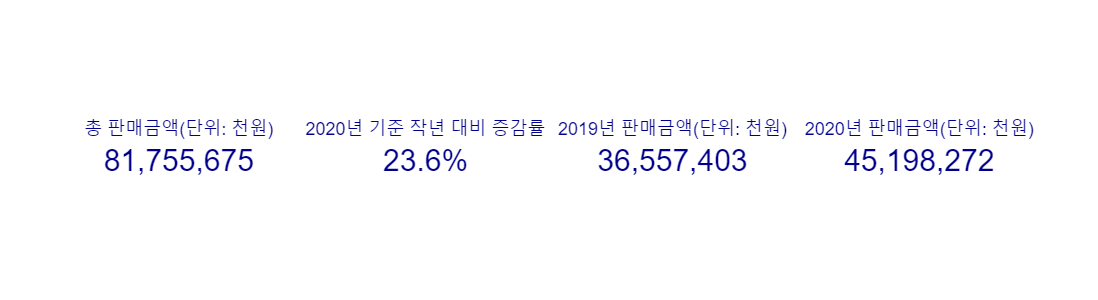 총 판매금액(단위: 천원)
81,755,675
2020년 기준 작년 대비 증감률
23.6%
2019년 판매금액(단위: 천원)
36,557,403
2020년 판매금액(단위: 천원)
45,198,272